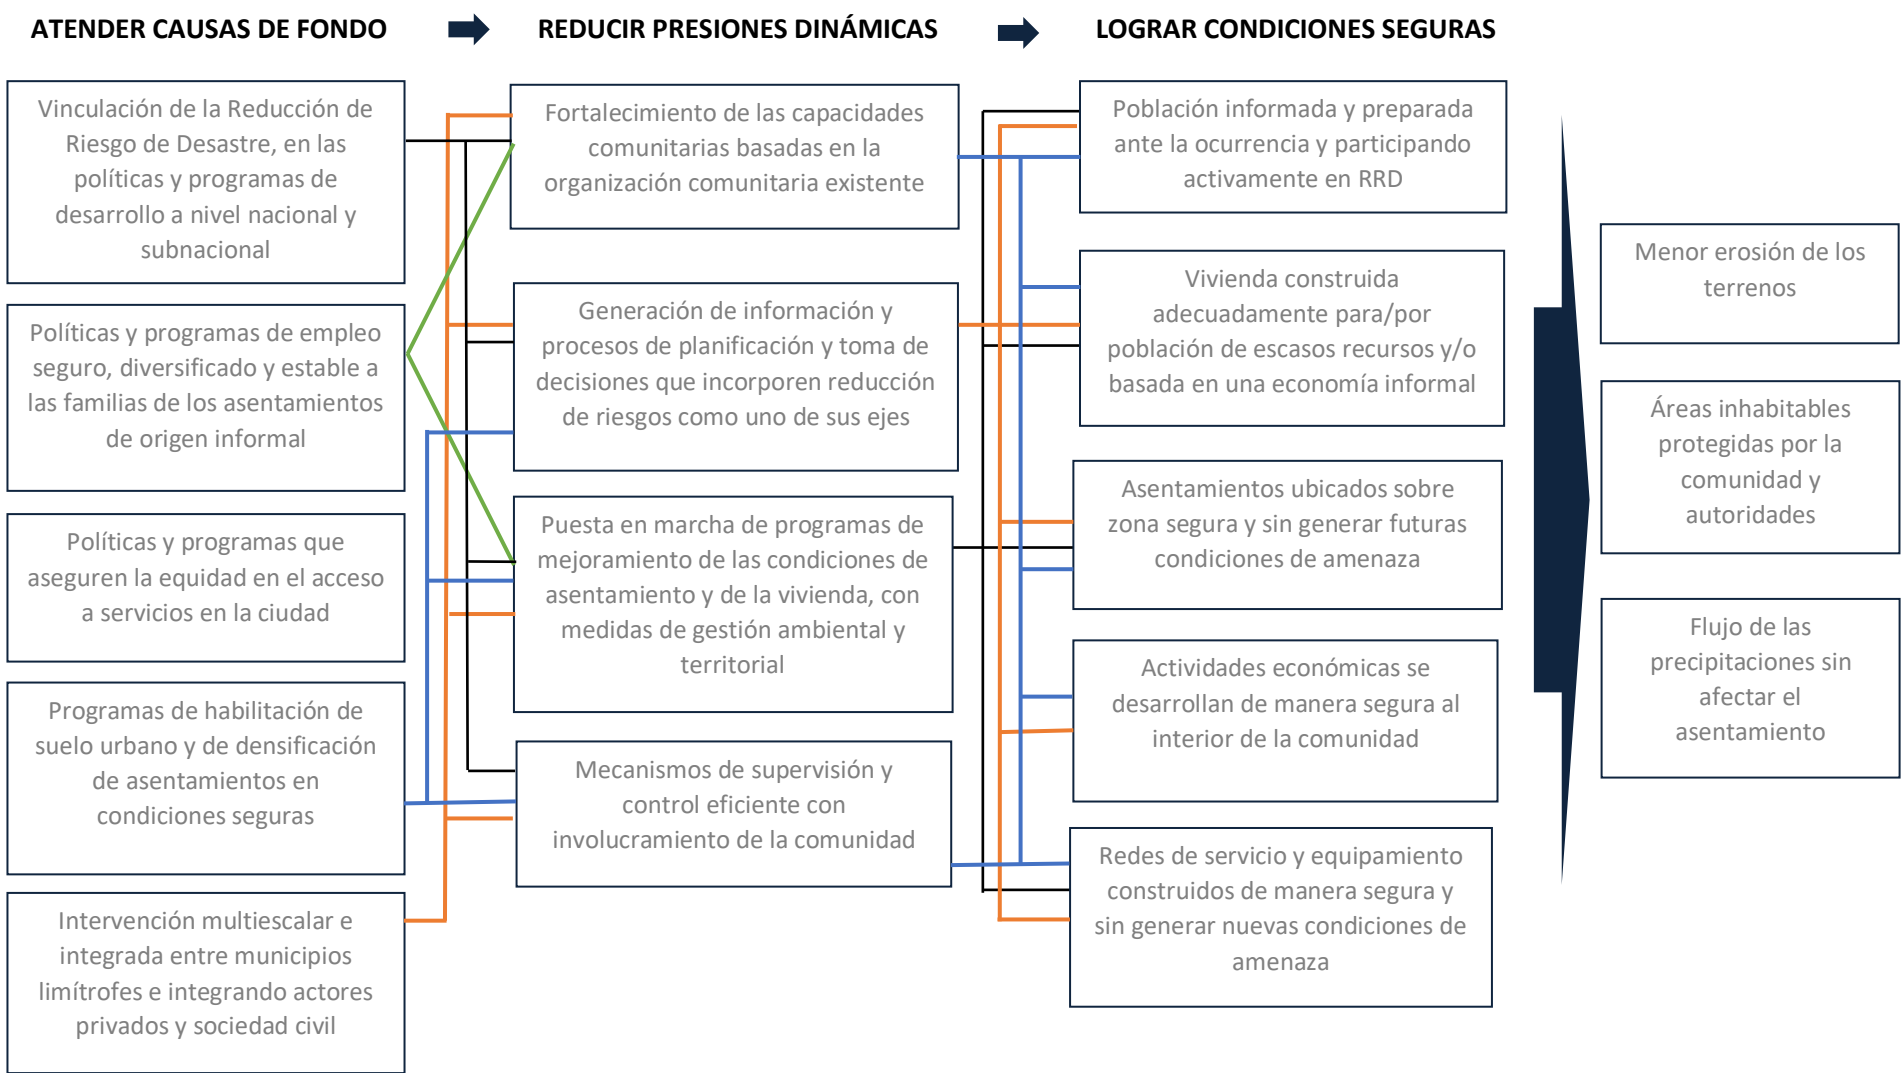 ATENDER CAUSAS DE FONDO
REDUCIR PRESIONES DINÁMICAS
LOGRAR CONDICIONES SEGURAS
Vinculación de la Reducción de
Riesgo de Desastre, en las
políticas y programas de
desarrollo a nivel nacional y
subnacional
Políticas y programas de empleo
seguro, diversificado y estable a
las familias de los asentamientos
de origen informal
Políticas y programas que
aseguren la equidad en el acceso
a servicios en la ciudad
Programas de habilitación de
suelo urbano y de densificación
de asentamientos en
condiciones seguras
Intervención multiescalar e
integrada entre municipios
limítrofes e integrando actores
privados y sociedad civil
Fortalecimiento de las capacidades
comunitarias basadas en la
organización comunitaria existente
Generación de información y
procesos de planificación y toma de
decisiones que incorporen reducción
de riesgos como uno de sus ejes
Puesta en marcha de programas de
mejoramiento de las condiciones de
asentamiento y de la vivienda, con
medidas de gestión ambiental y
territorial
Mecanismos de supervisión y
control eficiente con
involucramiento de la comunidad
Población informada y preparada
ante la ocurrencia y participando
activamente en RRD
Vivienda construida
adecuadamente para/por
población de escasos recursos y/o
basada en una economía informal
Asentamientos ubicados sobre
zona segura y sin generar futuras
condiciones de amenaza
Actividades económicas se
desarrollan de manera segura al
interior de la comunidad
Redes de servicio y equipamiento
construidos de manera segura y
sin generar nuevas condiciones de
amenaza
Menor erosión de los
terrenos
Áreas inhabitables
protegidas por la
comunidad y
autoridades
Flujo de las
precipitaciones sin
afectar el
asentamiento